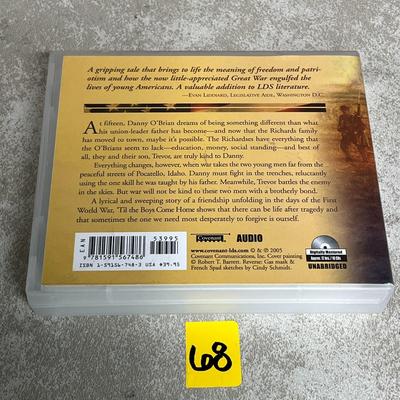 A gripping tale that brings to life the meaning of freedom and patri-
otism and how the now little-appreciated Great War engulfed the
lives of young Americans. A valuable addition to LDS literature.
—Evan Liddiard, Legislative Aide, Washington D.C.
At fifteen, Danny O'Brian dreams of being something different than what
his union-leader father has become—and now that the Richards family
has moved to town, maybe it's possible. The Richardses have everything
that the O'Brians seem to lack—education, money, social standing—and best of
all, they and their son, Trevor, are truly kind to Danny.
Everything changes, however, when war takes the two young men far from the
peaceful streets of Pocatello, Idaho. Danny must fight in the trenches, reluctantly
using the one skill he was taught by his father. Meanwhile, Trevor battles the enemy
in the skies. But war will not be kind to these two men with a brotherly bond.
A lyrical and sweeping story of a friendship unfolding in the days of the First
World War, 'Til the Boys Come Home shows that there can be life after tragedy and
that sometimes the one we need most desperately to forgive is ourself.
EAN
53995
9 781591 567486
ISBN 1-59156-748-3 USA $39.95
Covenant
AUDIO
www.covenant-lds.com © & ℗ 2005
Covenant Communications, Inc. Cover painting
© Robert T. Barrett. Reverse: Gas mask &
French Spad sketches by Cindy Schmidt.
Digitally Mastered
Approx. 12 Hrs. / 10 CDs
UNABRIDGED
68